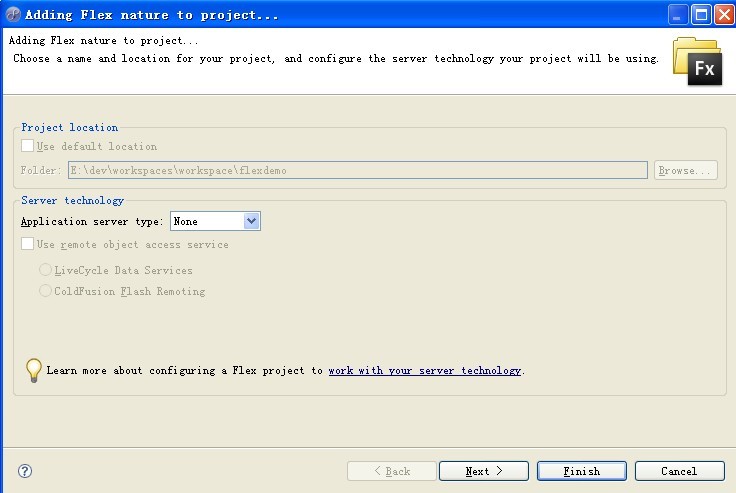 Adding Flex nature to project...
Adding Flex nature to project...
Choose a name and location for your project, and configure the server technology your project will be using.
Fx
Project location
Use default location
Folder: E:\dev\workspaces\workspace\flexdemo Browse...
Server technology
Application server type: None
Use remote object access service
LiveCycle Data Services
ColdFusion Flash Remoting
Learn more about configuring a Flex project to work with your server technology.
? < Back Next > Finish Cancel